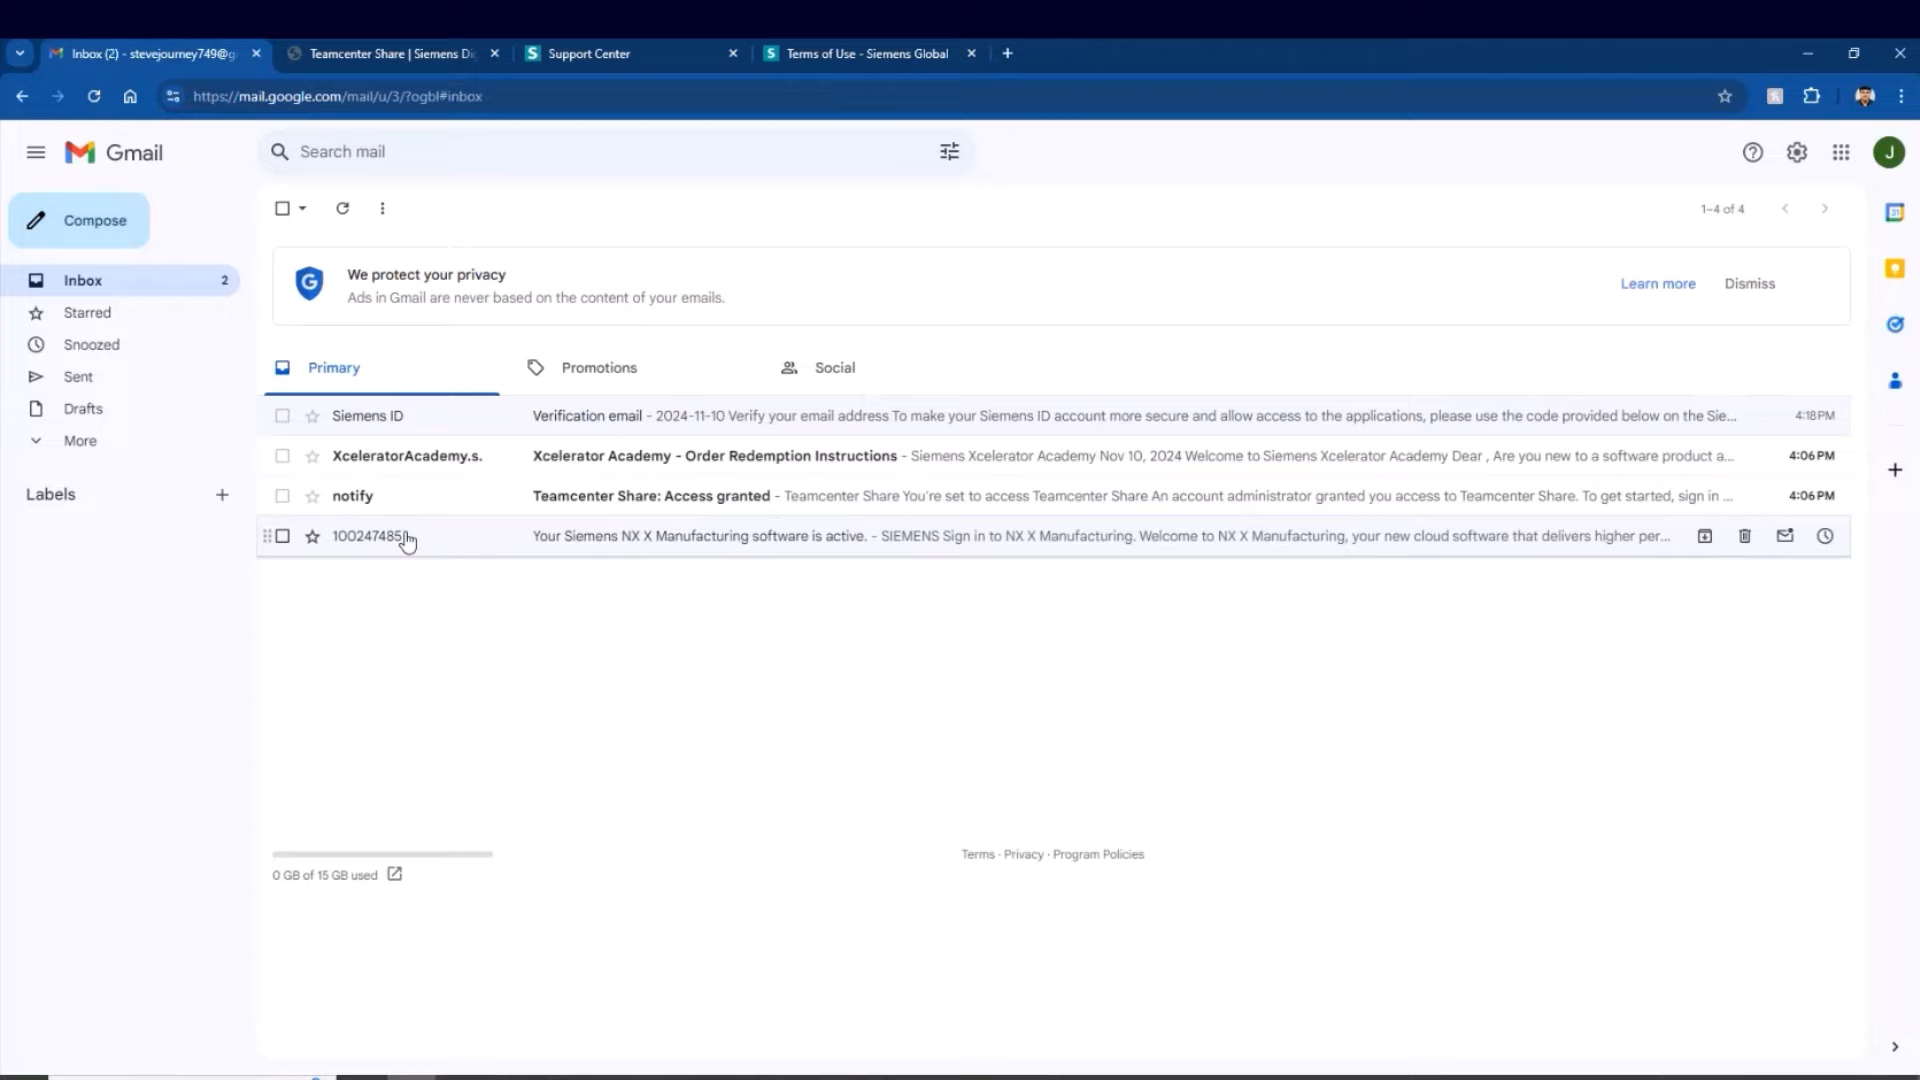 Inbox (2) - stevejourney749@g
Teamcenter Share | Siemens Di
Support Center
Terms of Use - Siemens Global
https://mail.google.com/mail/u/3/?ogbl#inbox
Gmail
Search mail
J
Compose
1–4 of 4
We protect your privacy
Ads in Gmail are never based on the content of your emails.
Learn more
Dismiss
Inbox 2
Starred
Snoozed
Sent
Drafts
More
Labels
Primary
Promotions
Social
Siemens ID Verification email - 2024-11-10 Verify your email address To make your Siemens ID account more secure and allow access to the applications, please use the code provided below on the Sie... 4:18 PM
XceleratorAcademy.s. Xcelerator Academy - Order Redemption Instructions - Siemens Xcelerator Academy Nov 10, 2024 Welcome to Siemens Xcelerator Academy Dear , Are you new to a software product a... 4:06 PM
notify Teamcenter Share: Access granted - Teamcenter Share You're set to access Teamcenter Share An account administrator granted you access to Teamcenter Share. To get started, sign in ... 4:06 PM
Your Siemens NX X Manufacturing software is active. - SIEMENS Sign in to NX X Manufacturing. Welcome to NX X Manufacturing, your new cloud software that delivers higher per...
Terms · Privacy · Program Policies
0 GB of 15 GB used